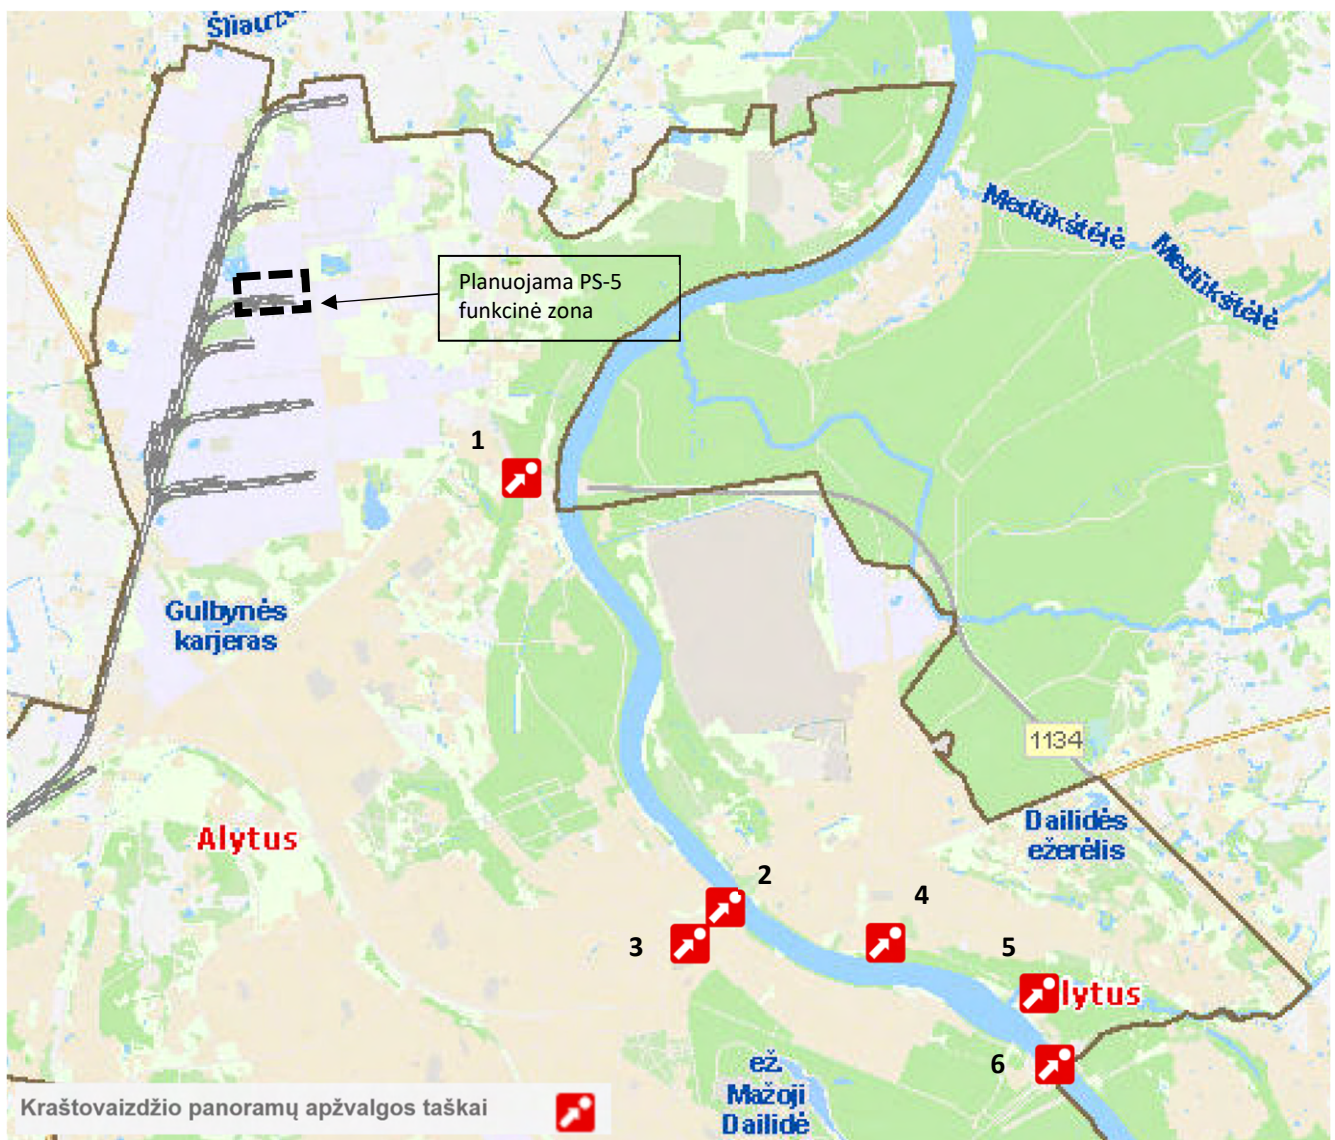 Medūkštėlė
Medūkštėlė
Planuojama PS-5
funkcinė zona
1
Gulbynės
karjeras
1134
Alytus
Dailidės
ežerėlis
2
4
3
5
lytus
6
ež.
Mažoji
Dailidė
Kraštovaizdžio panoramų apžvalgos taškai